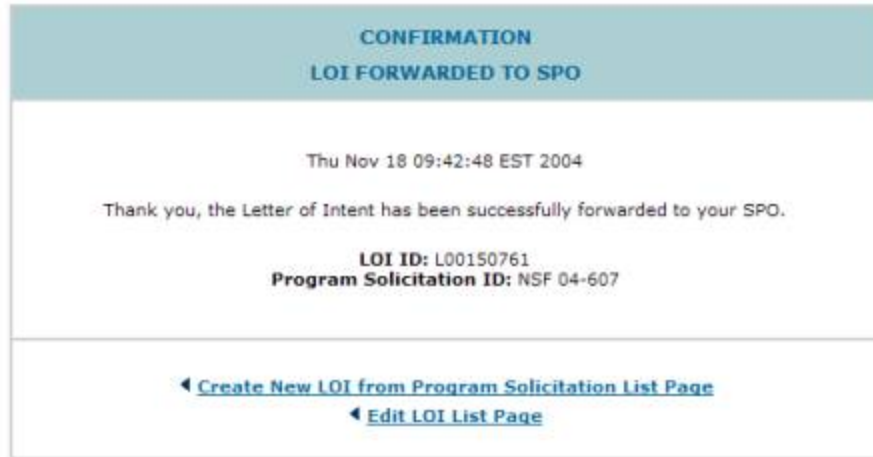 CONFIRMATION
LOI FORWARDED TO SPO
Thu Nov 18 09:42:48 EST 2004
Thank you, the Letter of Intent has been successfully forwarded to your SPO.
LOI ID: L00150761
Program Solicitation ID: NSF 04-607
Create New LOI from Program Solicitation List Page
Edit LOI List Page